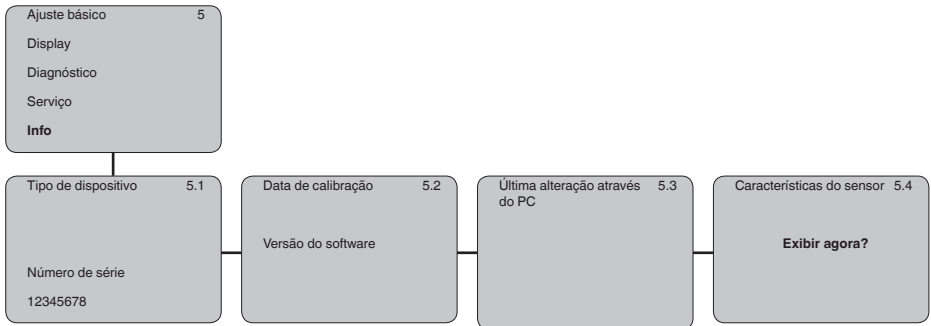 Ajuste básico 5
Display
Diagnóstico
Serviço
Info
Tipo de dispositivo 5.1
Número de série
12345678
Data de calibração 5.2
Versão do software
Última alteração através 5.3
do PC
Características do sensor 5.4
Exibir agora?